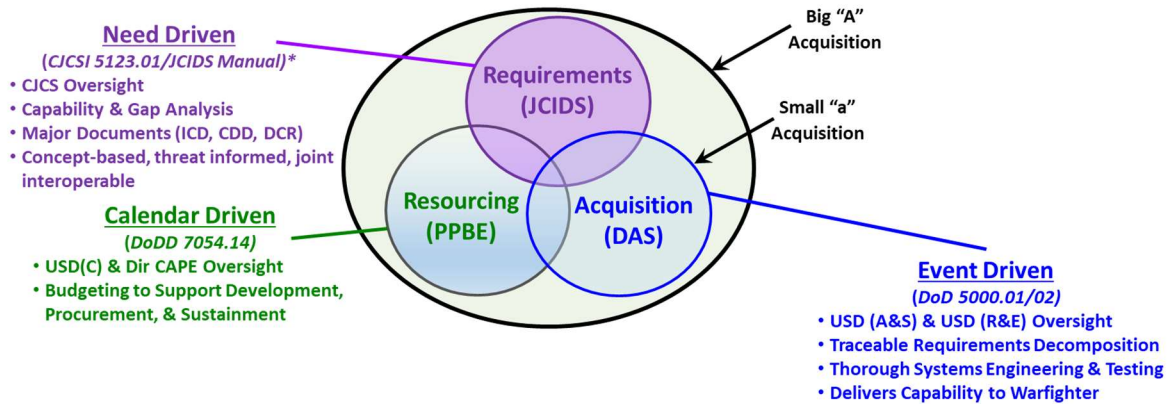 Need Driven
(CJCSI 5123.01/JCIDS Manual)*
• CJCS Oversight
• Capability & Gap Analysis
• Major Documents (ICD, CDD, DCR)
• Concept-based, threat informed, joint
interoperable
Calendar Driven
(DoDD 7054.14)
• USD(C) & Dir CAPE Oversight
• Budgeting to Support Development,
Procurement, & Sustainment
Requirements
(JCIDS)
Resourcing
(PPBE)
Acquisition
(DAS)
Big “A”
Acquisition
Small “a”
Acquisition
Event Driven
(DoD 5000.01/02)
• USD (A&S) & USD (R&E) Oversight
• Traceable Requirements Decomposition
• Thorough Systems Engineering & Testing
• Delivers Capability to Warfighter